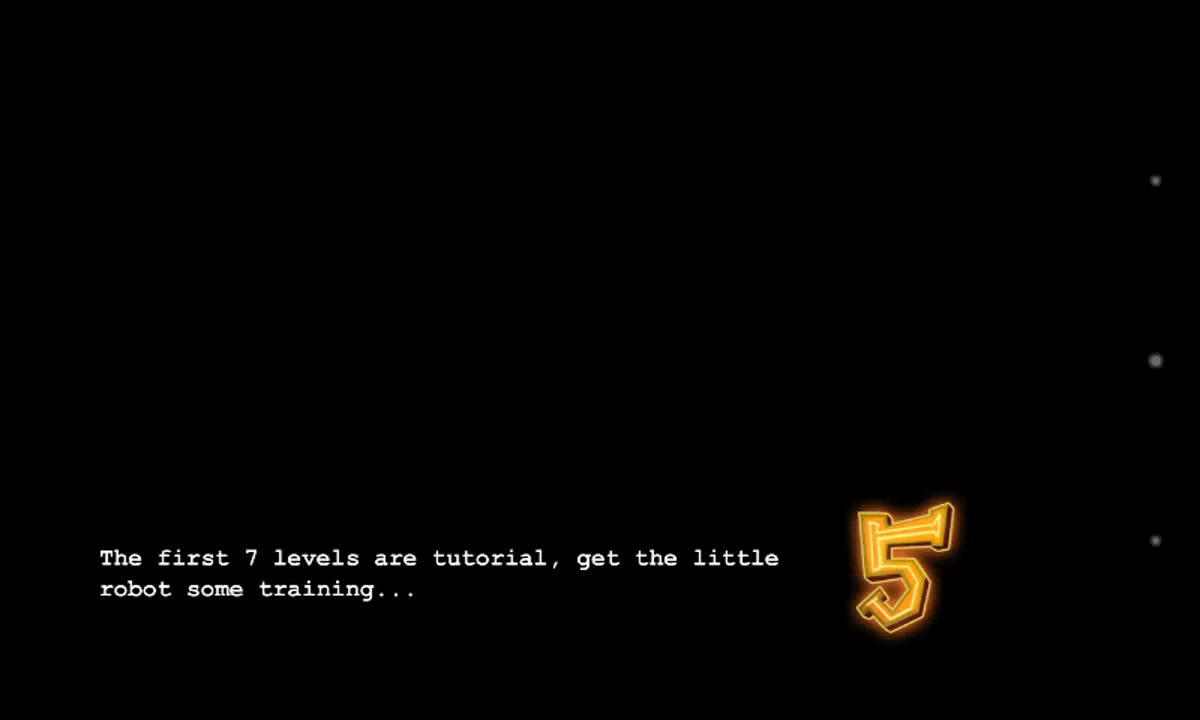 The first 7 levels are tutorial, get the little
robot some training...
5